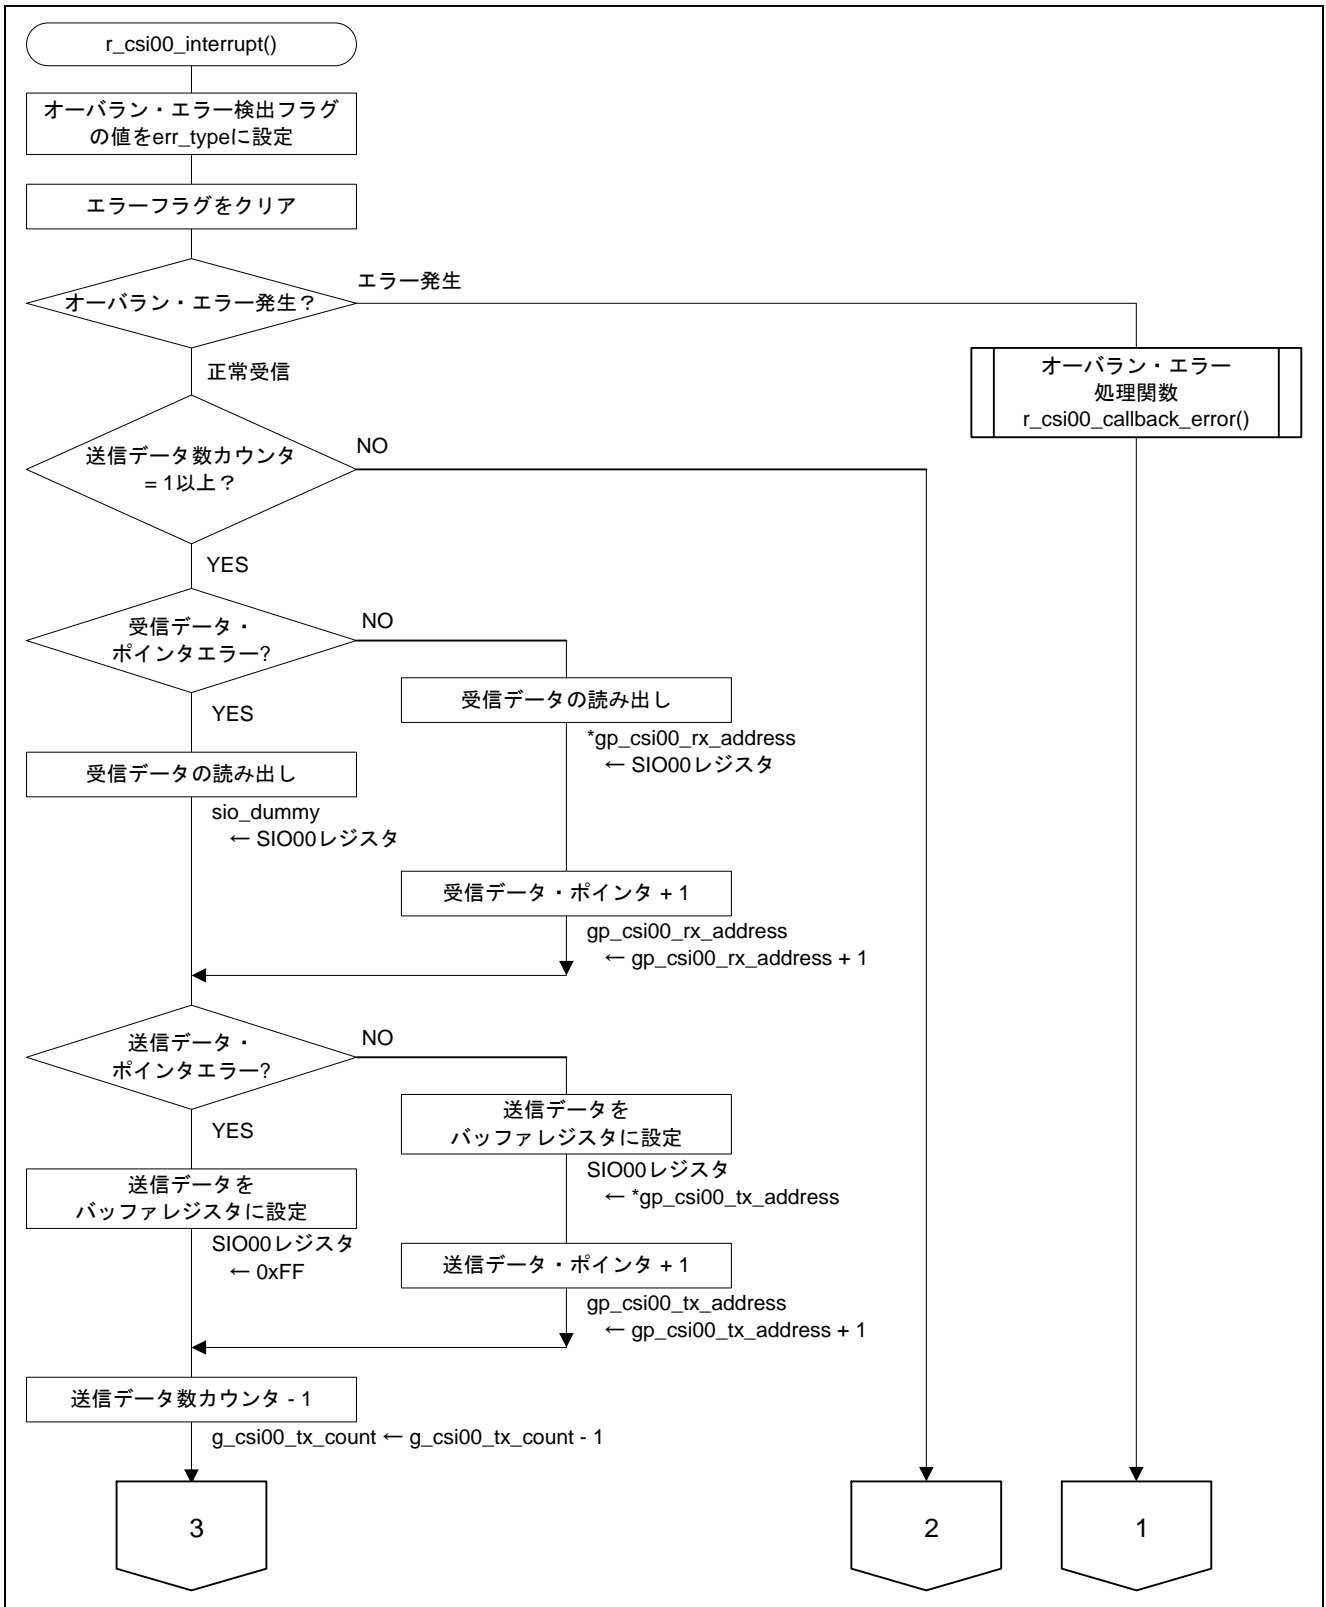 r_csi00_interrupt()
オーバラン・エラー検出フラグ
の値をerr_typeに設定
エラーフラグをクリア
オーバラン・エラー発生？
エラー発生
正常受信
オーバラン・エラー
処理関数
r_csi00_callback_error()
送信データ数カウンタ
= 1以上？
NO
YES
受信データ・
ポインタエラー?
NO
YES
受信データの読み出し
*gp_csi00_rx_address
← SIO00レジスタ
受信データの読み出し
sio_dummy
← SIO00レジスタ
受信データ・ポインタ + 1
gp_csi00_rx_address
← gp_csi00_rx_address + 1
送信データ・
ポインタエラー?
NO
YES
送信データを
バッファレジスタに設定
SIO00レジスタ
← *gp_csi00_tx_address
送信データを
バッファレジスタに設定
SIO00レジスタ
← 0xFF
送信データ・ポインタ + 1
gp_csi00_tx_address
← gp_csi00_tx_address + 1
送信データ数カウンタ - 1
g_csi00_tx_count ← g_csi00_tx_count - 1
3
2
1